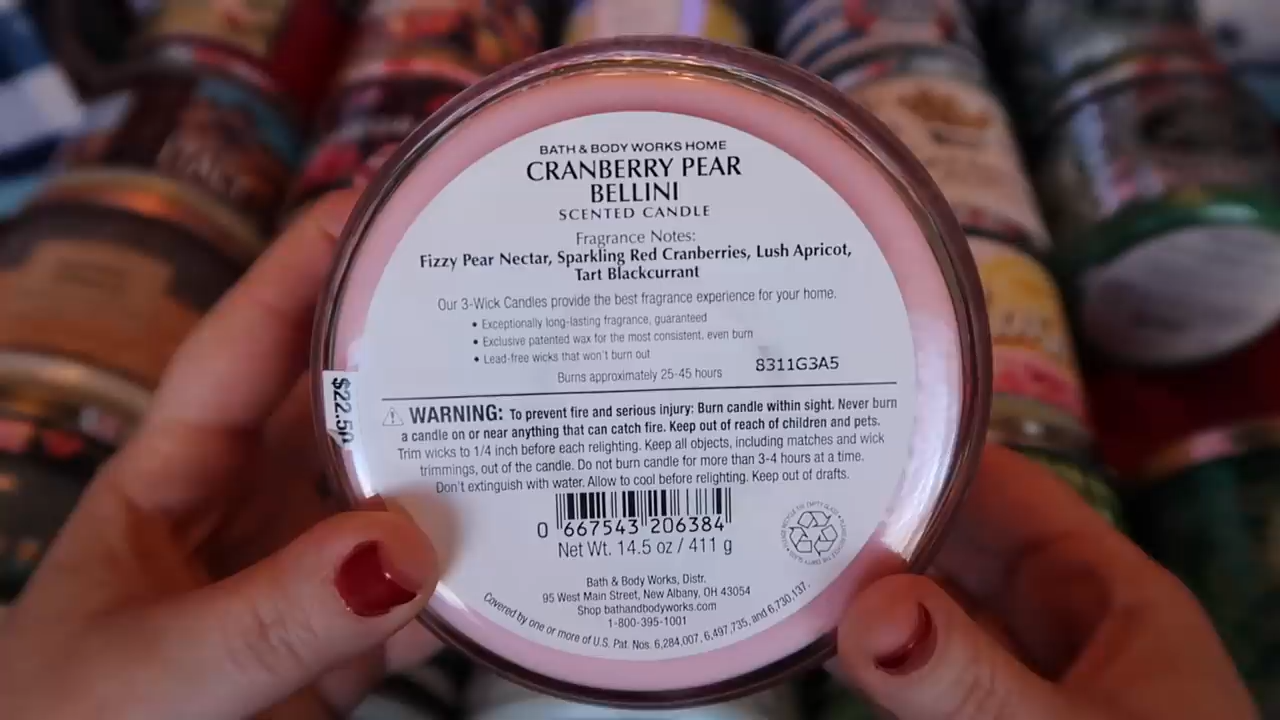 BATH & BODY WORKS HOME
CRANBERRY PEAR
BELLINI
SCENTED CANDLE
Fragrance Notes:
Fizzy Pear Nectar, Sparkling Red Cranberries, Lush Apricot,
Tart Blackcurrant
Our 3-Wick Candles provide the best fragrance experience for your home.
• Exceptionally long-lasting fragrance, guaranteed
• Exclusive patented wax for the most consistent, even burn
• Lead-free wicks that won't burn out
Burns approximately 25-45 hours
8311G3A5
$22.50
WARNING: To prevent fire and serious injury: Burn candle within sight. Never burn
a candle on or near anything that can catch fire. Keep out of reach of children and pets.
Trim wicks to 1/4 inch before each relighting. Keep all objects, including matches and wick
trimmings, out of the candle. Do not burn candle for more than 3-4 hours at a time.
Don't extinguish with water. Allow to cool before relighting. Keep out of drafts.
0 667543 206384
Net Wt. 14.5 oz / 411 g
Bath & Body Works, Distr.
95 West Main Street, New Albany, OH 43054
Shop bathandbodyworks.com
1-800-395-1001
Covered by one or more of U.S. Pat. Nos. 6,284,007, 6,497,735, and 6,730,137.